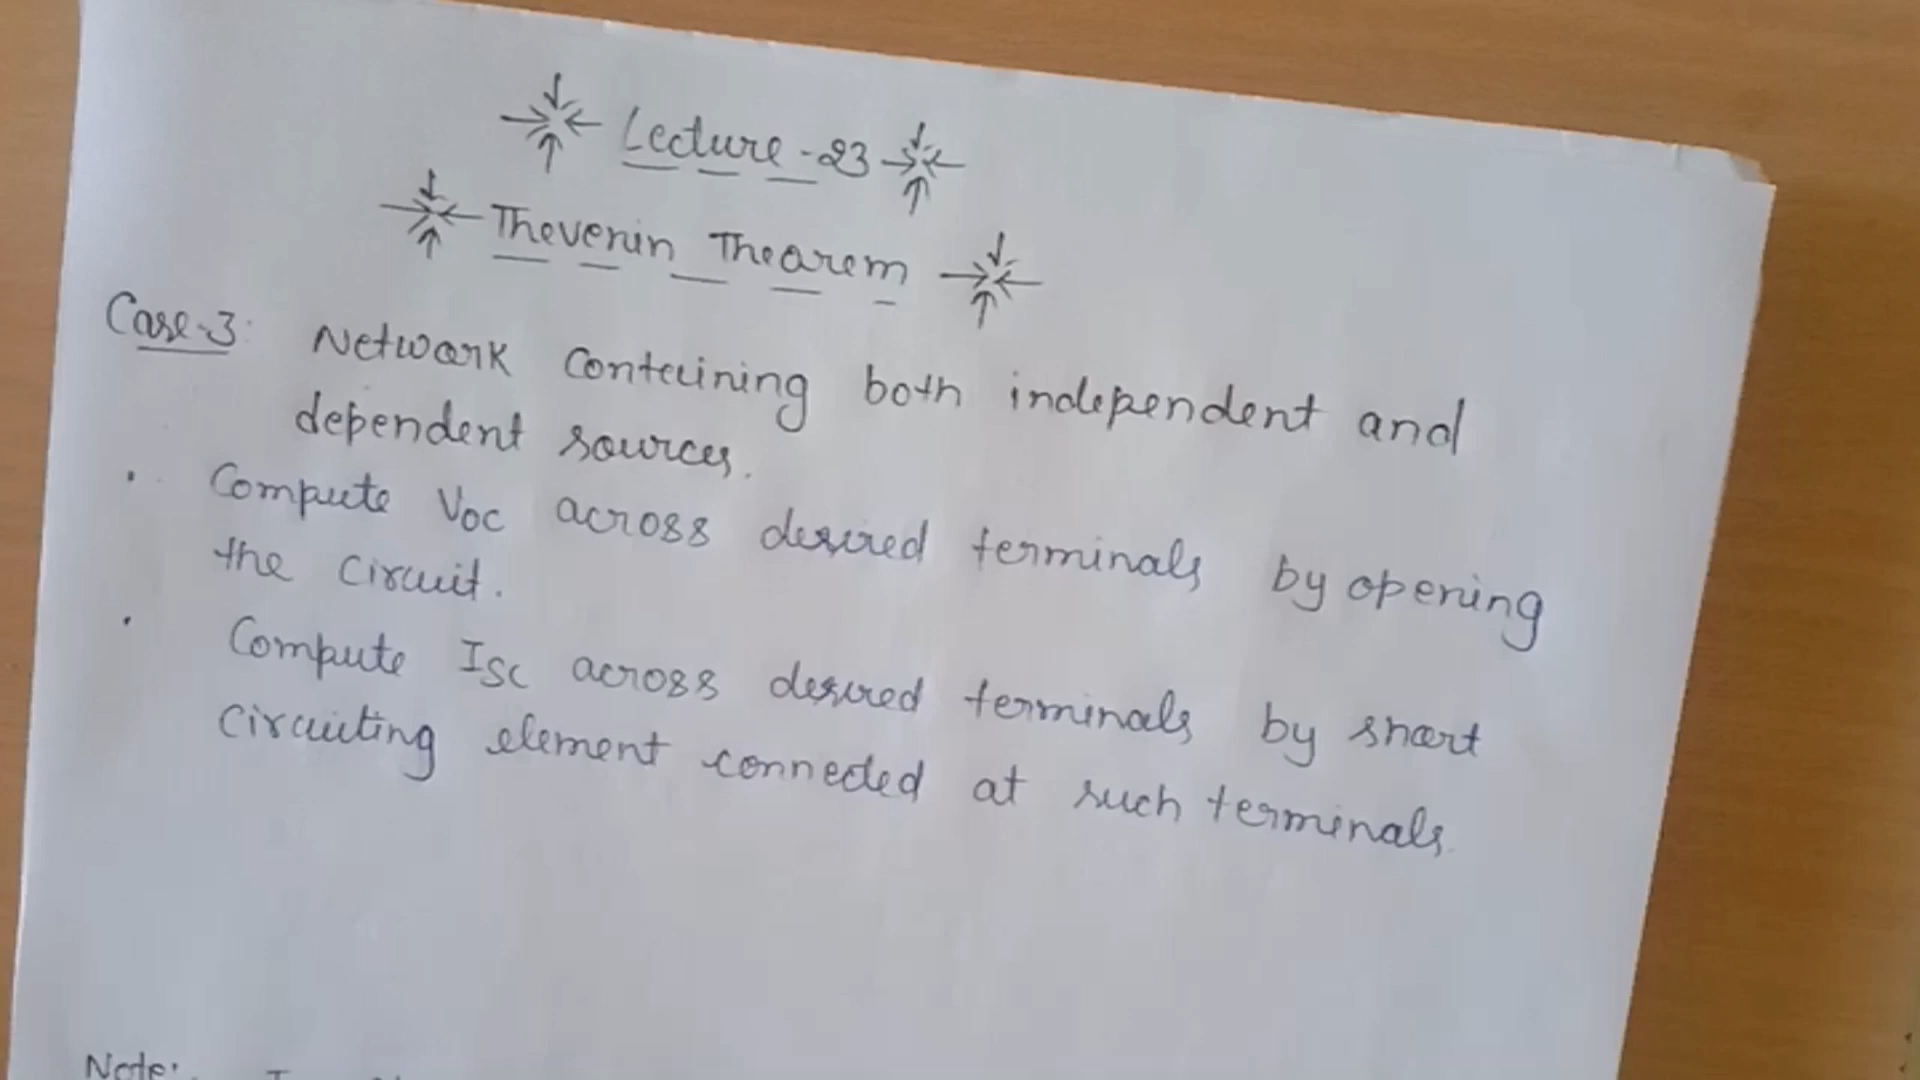 Lecture-23
Thevenin Thearem
Case-3: Network containing both independent and
dependent sources.
· Compute Voc across desired terminals by opening
the circuit.
· Compute Isc across desired terminals by short
circuiting element connected at such terminals.
Note: